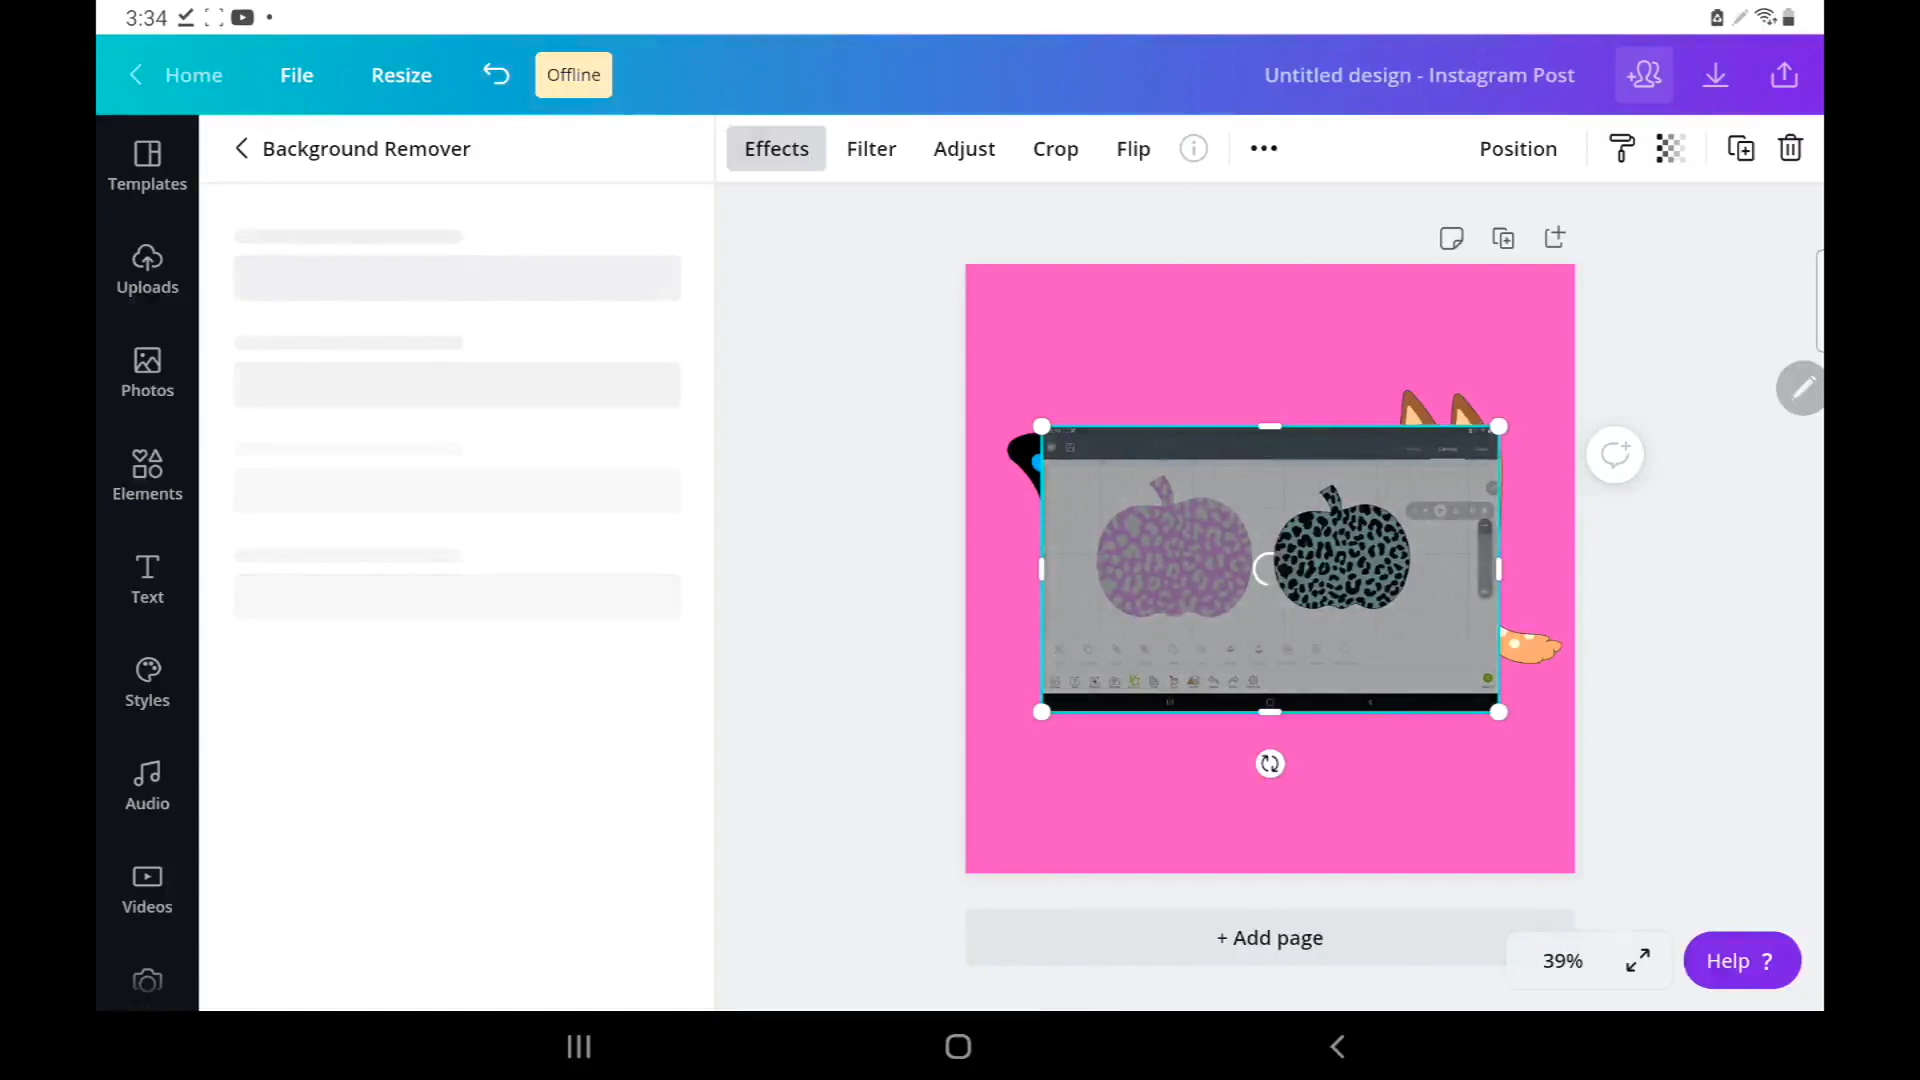 3:34
Home File Resize Offline Untitled design - Instagram Post
Background Remover
Effects Filter Adjust Crop Flip Position
Templates
Uploads
Photos
Elements
Text
Styles
Audio
Videos
+ Add page
39%
Help ?